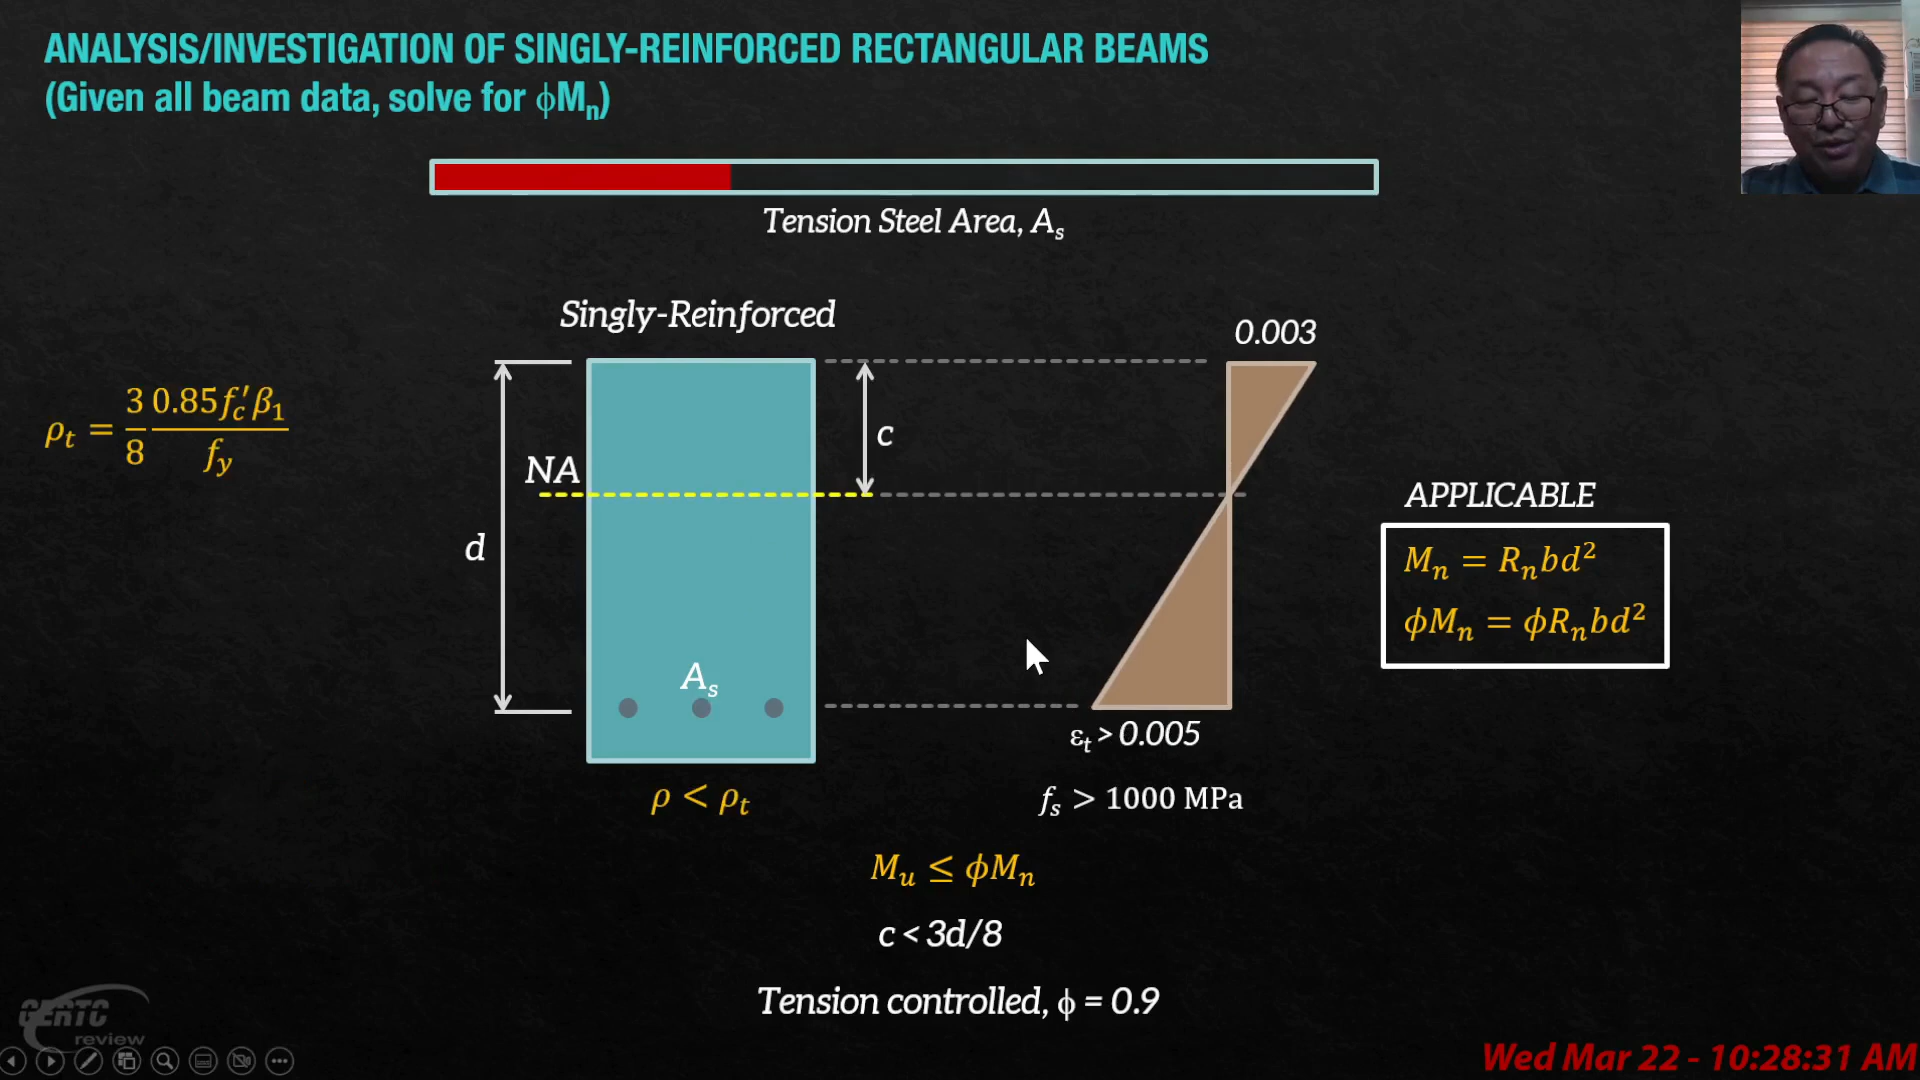 ANALYSIS/INVESTIGATION OF SINGLY-REINFORCED RECTANGULAR BEAMS
(Given all beam data, solve for ϕMₙ)
Tension Steel Area, Aₛ
Singly-Reinforced
0.003
ρₜ = 3/8 0.85f′cβ₁/fy
c
NA
d
APPLICABLE
Mₙ = Rₙbd²
ϕMₙ = ϕRₙbd²
Aₛ
εₜ > 0.005
ρ < ρₜ
fₛ > 1000 MPa
Mᵤ ≤ ϕMₙ
c < 3d/8
Tension controlled, ϕ = 0.9
GERTC
review
Wed Mar 22 - 10:28:31 AM